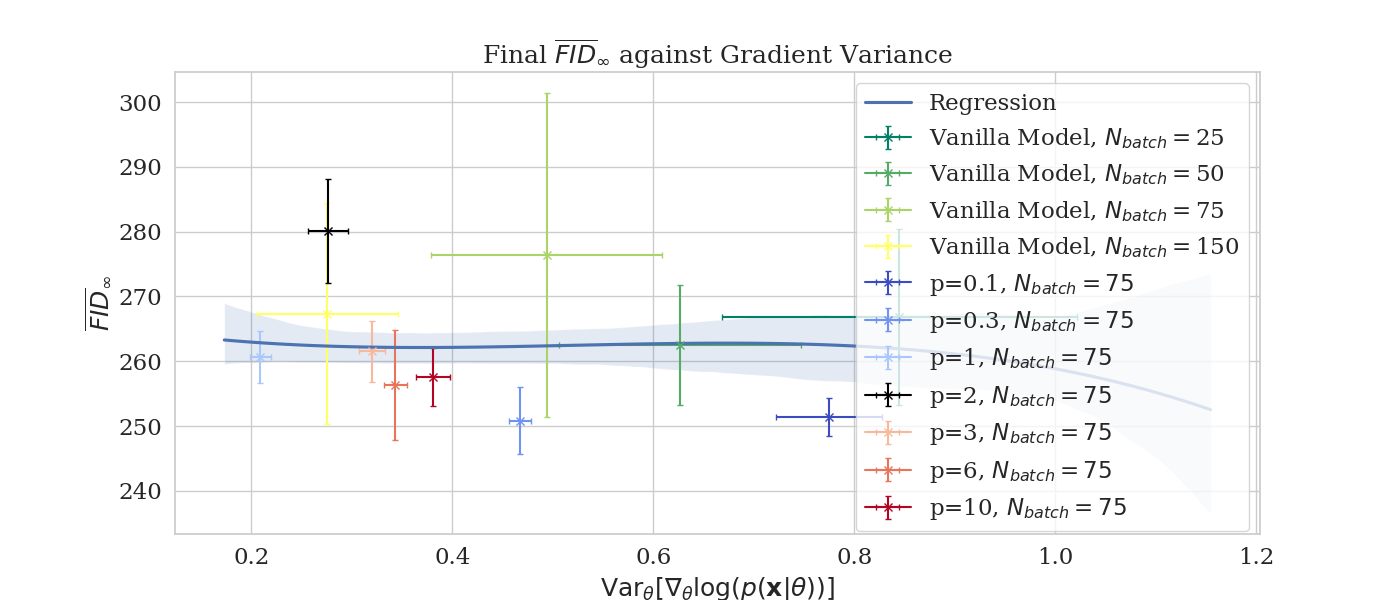 Final $\overline{FID}_\infty$ against Gradient Variance
$\overline{FID}_\infty$
300
290
280
270
260
250
240
0.2 0.4 0.6 0.8 1.0 1.2
$\mathrm{Var}_\theta[\nabla_\theta \log(p(\mathbf{x}|\theta))]$
Regression
Vanilla Model, $N_{batch} = 25$
Vanilla Model, $N_{batch} = 50$
Vanilla Model, $N_{batch} = 75$
Vanilla Model, $N_{batch} = 150$
p=0.1, $N_{batch} = 75$
p=0.3, $N_{batch} = 75$
p=1, $N_{batch} = 75$
p=2, $N_{batch} = 75$
p=3, $N_{batch} = 75$
p=6, $N_{batch} = 75$
p=10, $N_{batch} = 75$